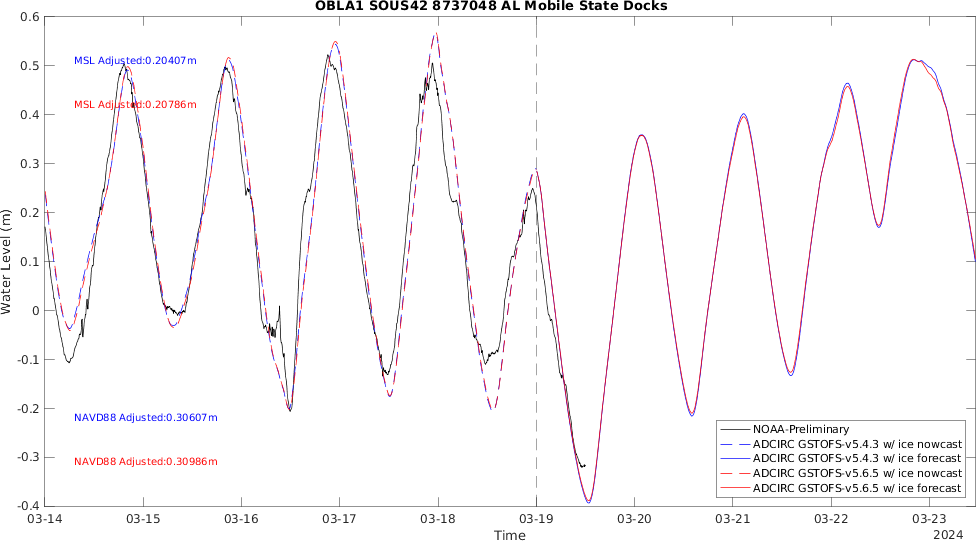 OBLA1 SOUS42 8737048 AL Mobile State Docks
0.6
0.5
0.4
0.3
0.2
0.1
0
-0.1
-0.2
-0.3
-0.4
Water Level (m)
MSL Adjusted:0.20407m
MSL Adjusted:0.20786m
NAVD88 Adjusted:0.30607m
NAVD88 Adjusted:0.30986m
NOAA-Preliminary
ADCIRC GSTOFS-v5.4.3 w/ ice nowcast
ADCIRC GSTOFS-v5.4.3 w/ ice forecast
ADCIRC GSTOFS-v5.6.5 w/ ice nowcast
ADCIRC GSTOFS-v5.6.5 w/ ice forecast
03-14 03-15 03-16 03-17 03-18 03-19 03-20 03-21 03-22 03-23
Time
2024